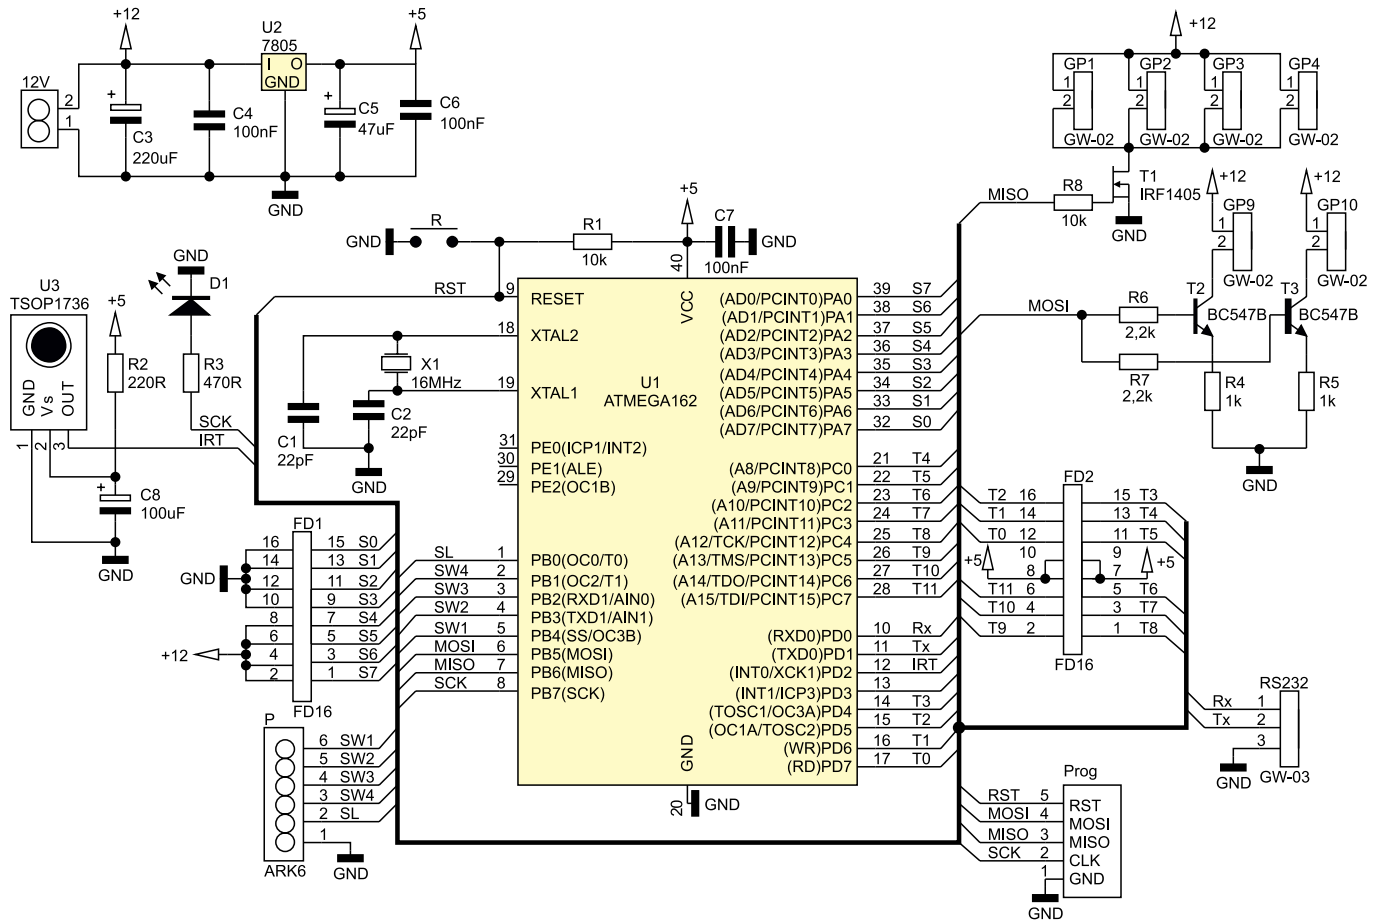 +12
U2
7805
I O
GND
+5
12V
2
1
+
C3
220uF
C4
100nF
+
C5
47uF
C6
100nF
GND
+12
GP1
1
2
GW-02
GP2
1
2
GW-02
GP3
1
2
GW-02
GP4
1
2
GW-02
MISO
R8
10k
T1
IRF1405
GND
+12
GP9
1
2
GW-02
+12
GP10
1
2
GW-02
MOSI
R6
2,2k
R7
2,2k
T2
BC547B
T3
BC547B
R4
1k
R5
1k
GND
GND
R
R1
10k
+5
C7
100nF
GND
U3
TSOP1736
GND
Vs
OUT
1
2
3
+5
R2
220R
GND
D1
R3
470R
SCK
IRT
+
C8
100uF
GND
RST
X1
16MHz
C1
22pF
C2
22pF
GND
U1
ATMEGA162
40
VCC
9 RESET
18 XTAL2
19 XTAL1
31 PE0(ICP1/INT2)
30 PE1(ALE)
29 PE2(OC1B)
SL 1 PB0(OC0/T0)
SW4 2 PB1(OC2/T1)
SW3 3 PB2(RXD1/AIN0)
SW2 4 PB3(TXD1/AIN1)
SW1 5 PB4(SS/OC3B)
MOSI 6 PB5(MOSI)
MISO 7 PB6(MISO)
SCK 8 PB7(SCK)
(AD0/PCINT0)PA0 39 S7
(AD1/PCINT1)PA1 38 S6
(AD2/PCINT2)PA2 37 S5
(AD3/PCINT4)PA3 36 S4
(AD4/PCINT4)PA4 35 S3
(AD5/PCINT4)PA5 34 S2
(AD6/PCINT6)PA6 33 S1
(AD7/PCINT7)PA7 32 S0
(A8/PCINT8)PC0 21 T4
(A9/PCINT9)PC1 22 T5
(A10/PCINT10)PC2 23 T6
(A11/PCINT11)PC3 24 T7
(A12/TCK/PCINT12)PC4 25 T8
(A13/TMS/PCINT13)PC5 26 T9
(A14/TDO/PCINT14)PC6 27 T10
(A15/TDI/PCINT15)PC7 28 T11
(RXD0)PD0 10 Rx
(TXD0)PD1 11 Tx
(INT0/XCK1)PD2 12 IRT
(INT1/ICP3)PD3 13
(TOSC1/OC3A)PD4 14 T3
(OC1A/TOSC2)PD5 15 T2
(WR)PD6 16 T1
(RD)PD7 17 T0
GND
20
GND
FD1
16 15 S0
14 13 S1
12 11 S2
10 9 S3
8 7 S4
6 5 S5
4 3 S6
2 1 S7
FD16
GND
+12
P
6 SW1
5 SW2
4 SW3
3 SW4
2 SL
1
ARK6
GND
FD2
T2 16 15 T3
T1 14 13 T4
T0 12 11 T5
10 9
+5 8 7 +5
T11 6 5 T6
T10 4 3 T7
T9 2 1 T8
FD16
RS232
Rx 1
Tx 2
3
GND
GW-03
Prog
RST 5 RST
MOSI 4 MOSI
MISO 3 MISO
SCK 2 CLK
1 GND
GND